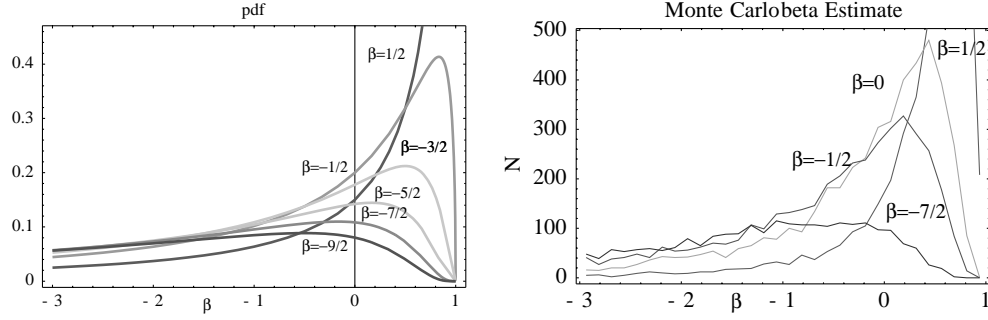 pdf
0.4
0.3
0.2
0.1
0
β=1/2
β=−3/2
β=−1/2
β=−5/2
β=−7/2
β=−9/2
- 3
- 2
- 1
0
1
β
Monte Carlobeta Estimate
500
400
300
200
100
0
N
β=1/2
β=0
β=−1/2
β=−7/2
- 3
- 2
β
- 1
0
1